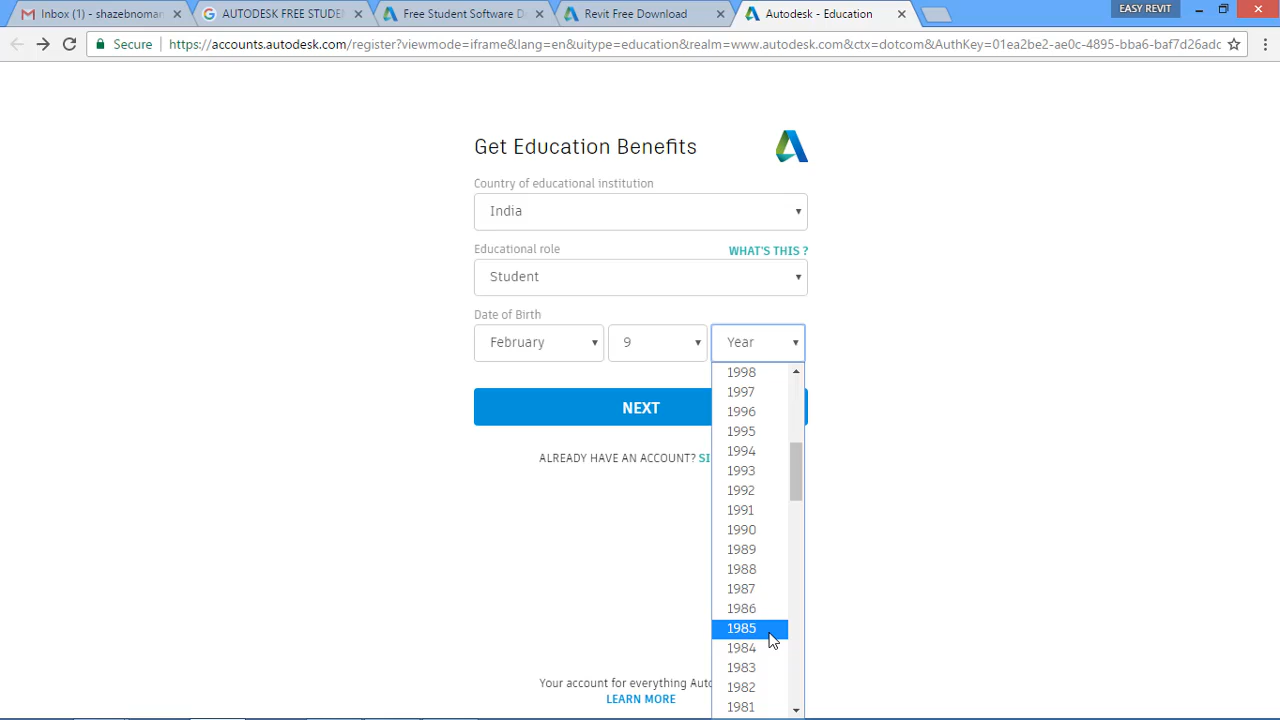 Inbox (1) - shazebnoman
AUTODESK FREE STUDEN
Free Student Software D
Revit Free Download
Autodesk - Education
EASY REVIT
Secure
https://accounts.autodesk.com/register?viewmode=iframe&lang=en&uitype=education&realm=www.autodesk.com&ctx=dotcom&AuthKey=01ea2be2-ae0c-4895-bba6-baf7d26adc
Get Education Benefits
Country of educational institution
India
Educational role
WHAT'S THIS ?
Student
Date of Birth
February
9
Year
1998
1997
1996
1995
1994
1993
1992
1991
1990
1989
1988
1987
1986
1985
1984
1983
1982
1981
NEXT
ALREADY HAVE AN ACCOUNT? SI
Your account for everything Auto
LEARN MORE